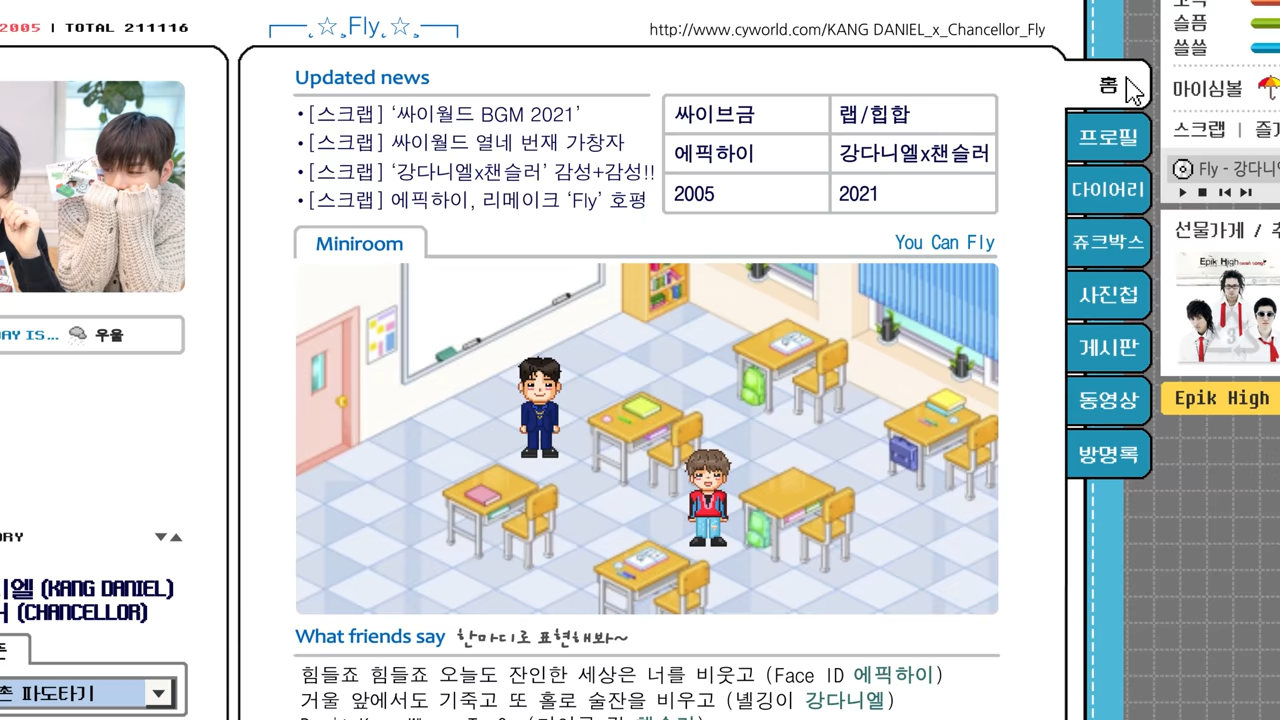 2005 | TOTAL 211116
☆ Fly ☆
http://www.cyworld.com/KANG DANIEL_x_Chancellor_Fly
Updated news
• [스크랩] ‘싸이월드 BGM 2021’
• [스크랩] 싸이월드 열네 번재 가창자
• [스크랩] ‘강다니엘x챈슬러’ 감성+감성!!
• [스크랩] 에픽하이, 리메이크 ‘Fly’ 호평
싸이브금 랩/힙합
에픽하이 강다니엘x챈슬러
2005 2021
Miniroom
You Can Fly
IS... 우울
(KANG DANIEL)
(CHANCELLOR)
파도타기
What friends say 한마디로 표현해봐~
힘들죠 힘들죠 오늘도 잔인한 세상은 너를 비웃고 (Face ID 에픽하이)
거울 앞에서도 기죽고 또 홀로 술잔을 비우고 (넬깅이 강다니엘)
홈
프로필
다이어리
쥬크박스
사진첩
게시판
동영상
방명록
슬픔
쓸쓸
마이심볼
스크랩 |
Fly -
선물가게 /
Epik High
Epik High